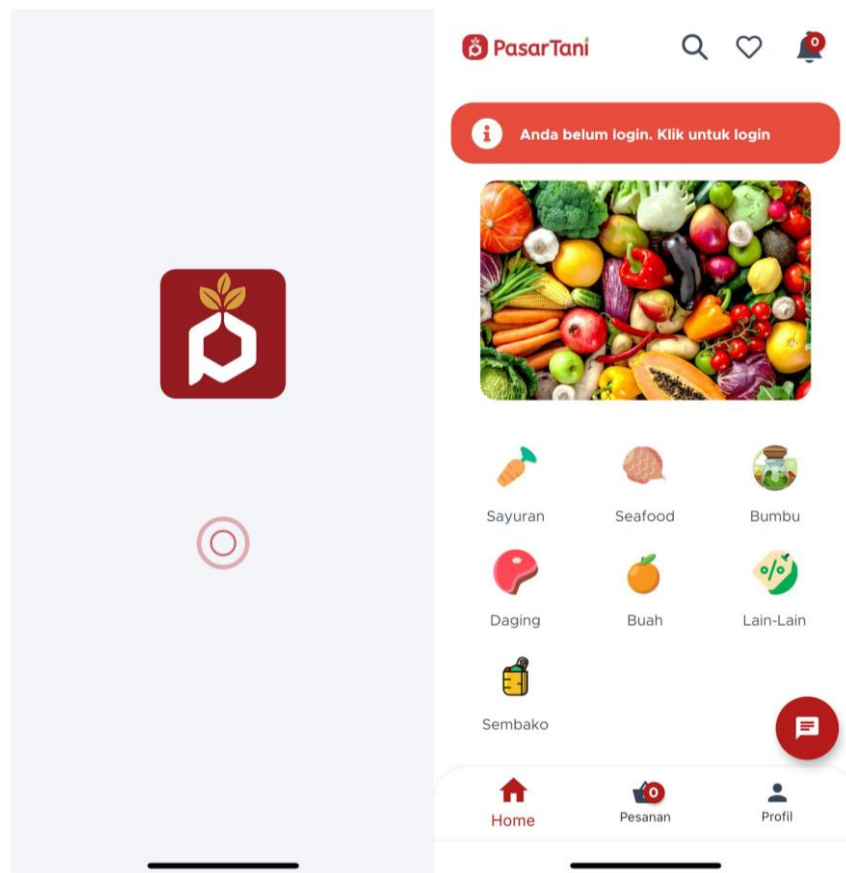 PasarTani
0
Anda belum login. Klik untuk login
Sayuran
Seafood
Bumbu
Daging
Buah
Lain-Lain
Sembako
0
Home
Pesanan
Profil